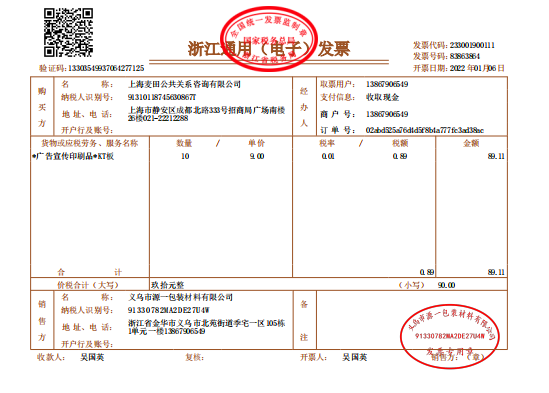 浙江通用（电子）发票
全国统一发票监制章
国家税务总局
浙江省税务局
发票代码: 233001900111
发票号码: 83863864
验证码: 13303549937054277125
开票日期: 2022 年01月06 日
购买方
名 称: 上海麦田公共关系咨询有限公司
纳税人识别号: 91310118745630867T
地 址、电 话: 上海市静安区成都北路333号招商局广场南楼
26楼021-22212288
开户行及账号:
经办人
取票用户: 13867906549
支付信息: 收取现金
商 户 号: 13867906549
订 单 号: 02abd525a76d4d5f8b4a777fc3ad38ac
货物或应税劳务、服务名称 数量 / 单价 税率 / 税额 金额
*广告宣传印刷品*KT板 10 9.00 0.01 0.89 89.11
合 计 0.89 89.11
价税合计（大写） 玖拾元整 （小写） 90.00
销售方
名 称: 义乌市源一包装材料有限公司
纳税人识别号: 91330782MA2DE27U4W
地 址、电 话: 浙江省金华市义乌市北苑街道季宅一区105栋
1单元一楼13867906549
开户行及账号:
备注
义乌市源一包装材料有限公司
91330782MA2DE27U4W
发票专用章
收款人: 吴国英 复核: 开票人: 吴国英 销售方:（章）